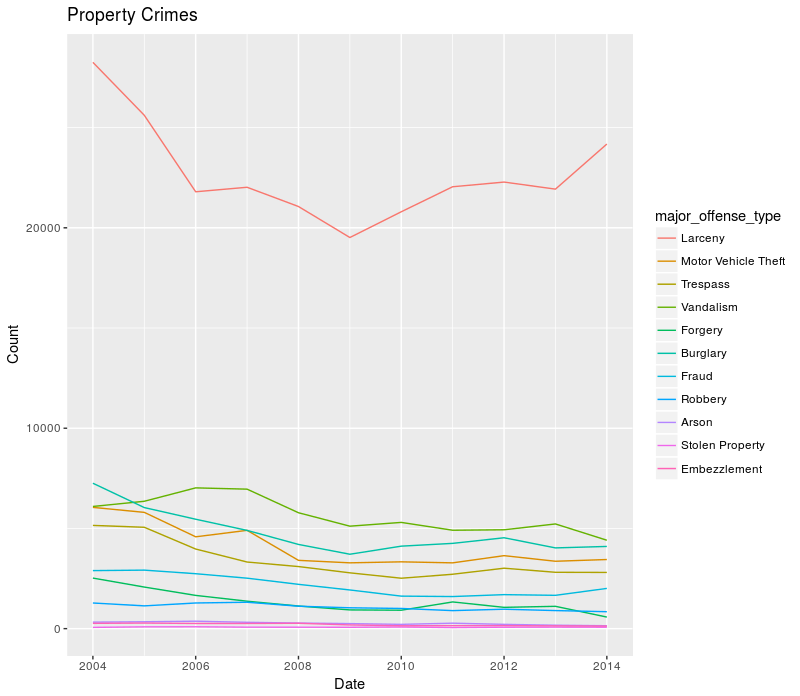 Property Crimes
Count
20000
10000
0
2004
2006
2008
2010
2012
2014
Date
major_offense_type
Larceny
Motor Vehicle Theft
Trespass
Vandalism
Forgery
Burglary
Fraud
Robbery
Arson
Stolen Property
Embezzlement